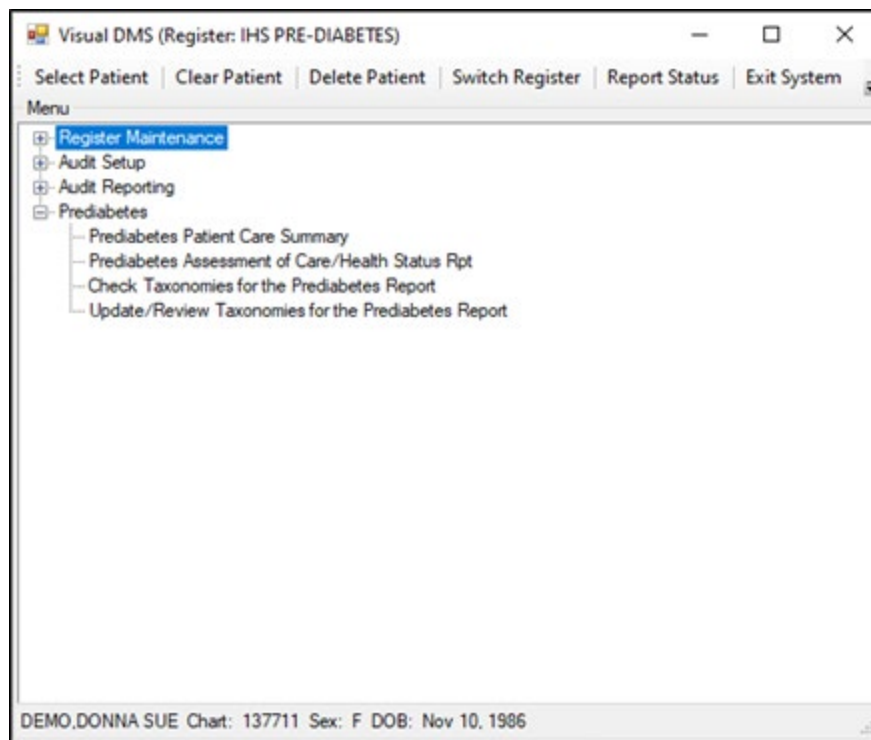 Visual DMS (Register: IHS PRE-DIABETES)
Select Patient Clear Patient Delete Patient Switch Register Report Status Exit System
Menu
Register Maintenance
Audit Setup
Audit Reporting
Prediabetes
Prediabetes Patient Care Summary
Prediabetes Assessment of Care/Health Status Rpt
Check Taxonomies for the Prediabetes Report
Update/Review Taxonomies for the Prediabetes Report
DEMO,DONNA SUE Chart: 137711 Sex: F DOB: Nov 10, 1986